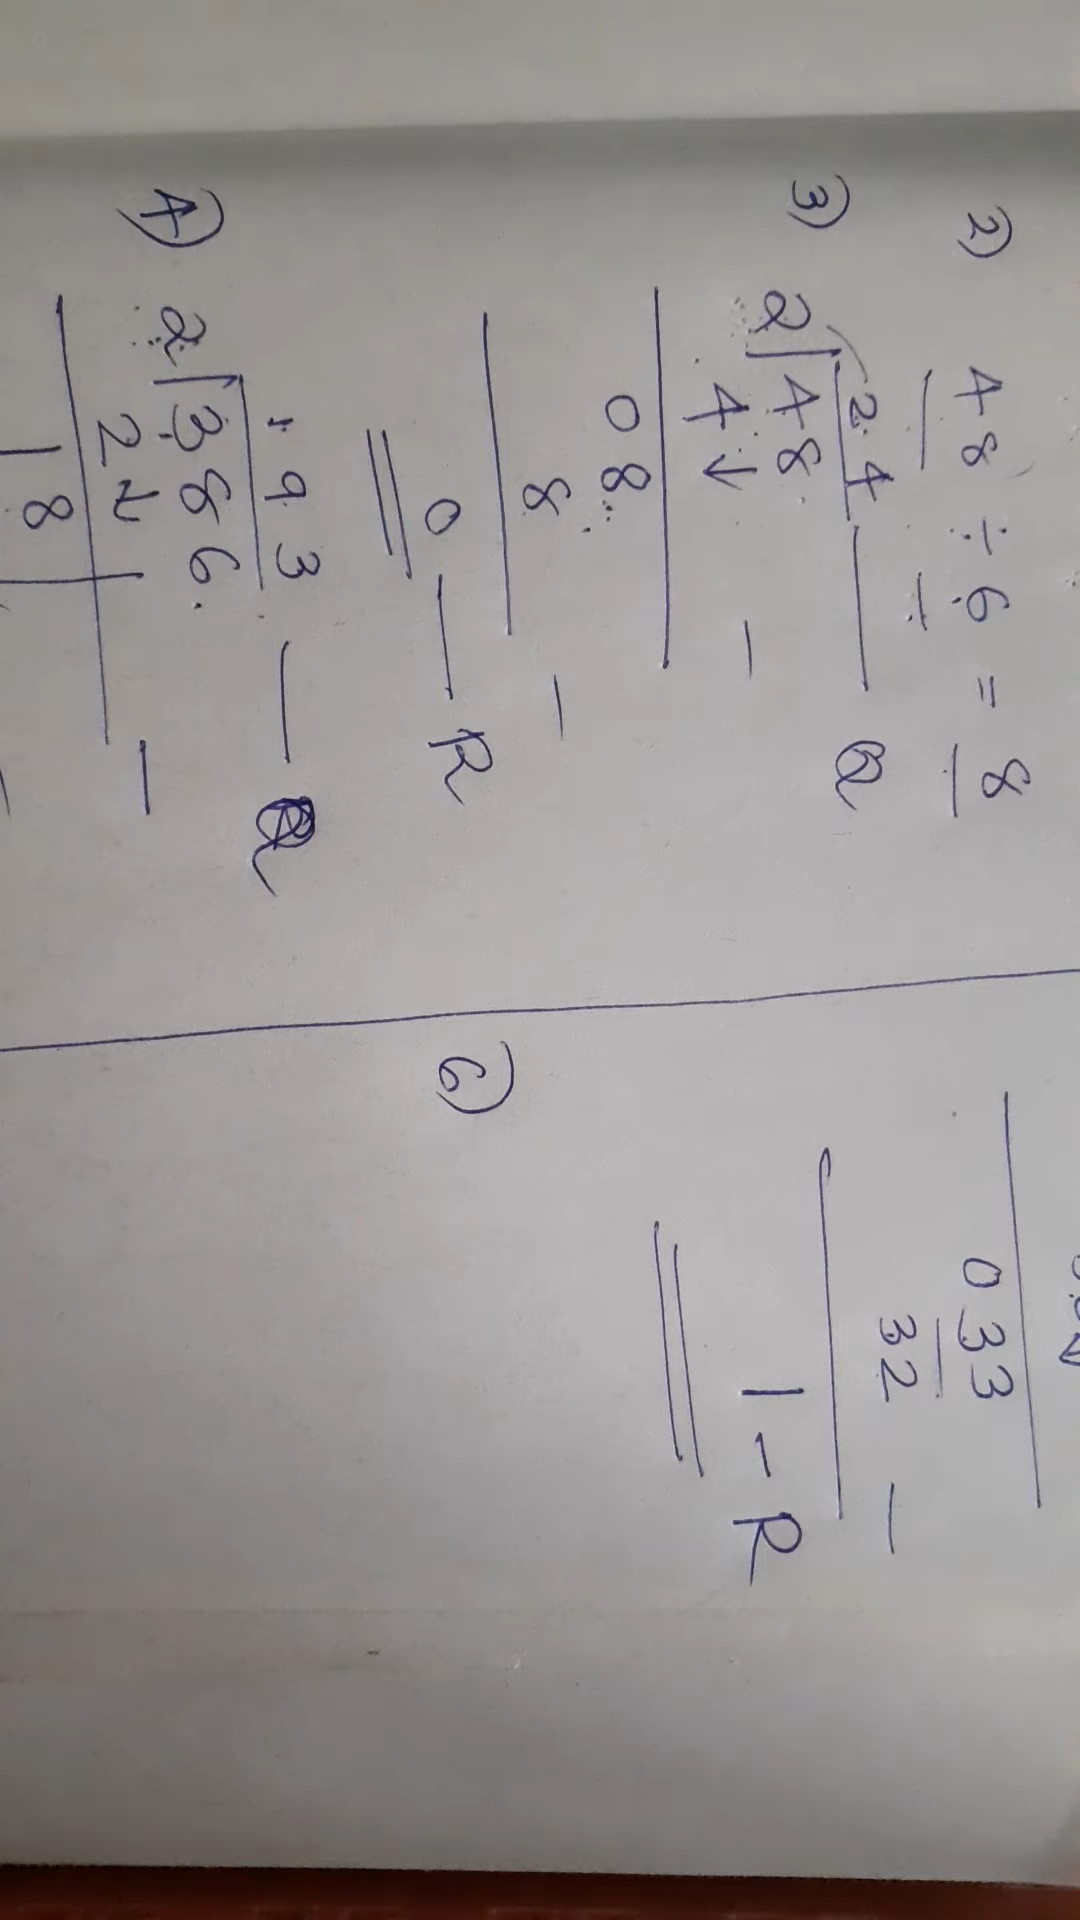 2) 48 ÷ 6 = 8
3) 24 — Q
2 48
4 ↓ —
08
8 —
0 — R
4) 193 — Q
2 386
2 ↓ —
18
033
32 —
1 - R
6)